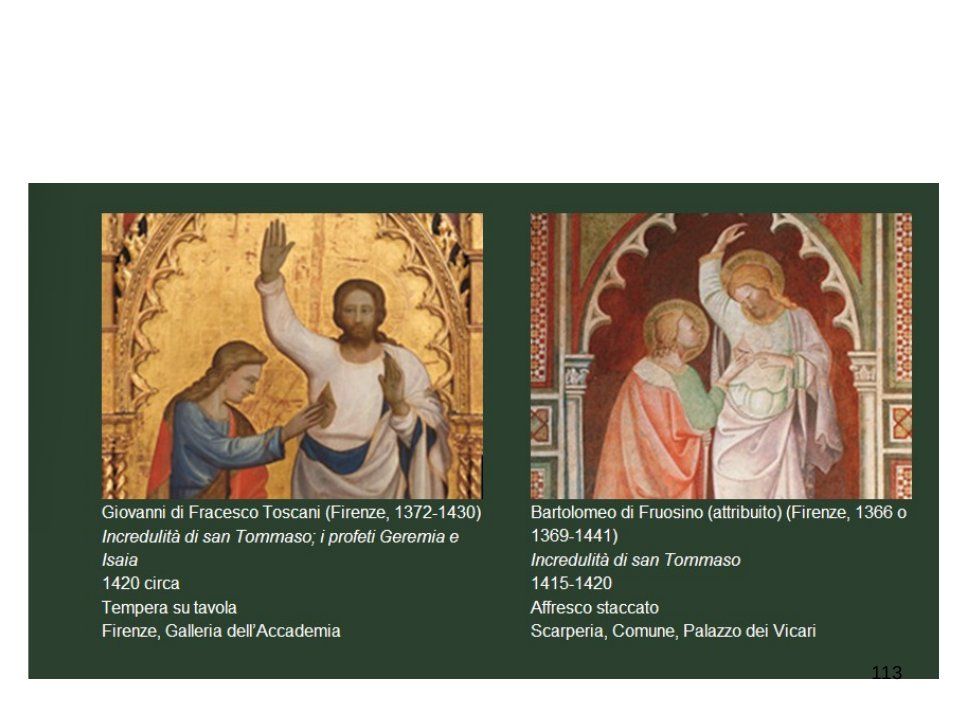 Giovanni di Fracesco Toscani (Firenze, 1372-1430)
Incredulità di san Tommaso; i profeti Geremia e
Isaia
1420 circa
Tempera su tavola
Firenze, Galleria dell'Accademia
Bartolomeo di Fruosino (attribuito) (Firenze, 1366 o
1369-1441)
Incredulità di san Tommaso
1415-1420
Affresco staccato
Scarperia, Comune, Palazzo dei Vicari
113